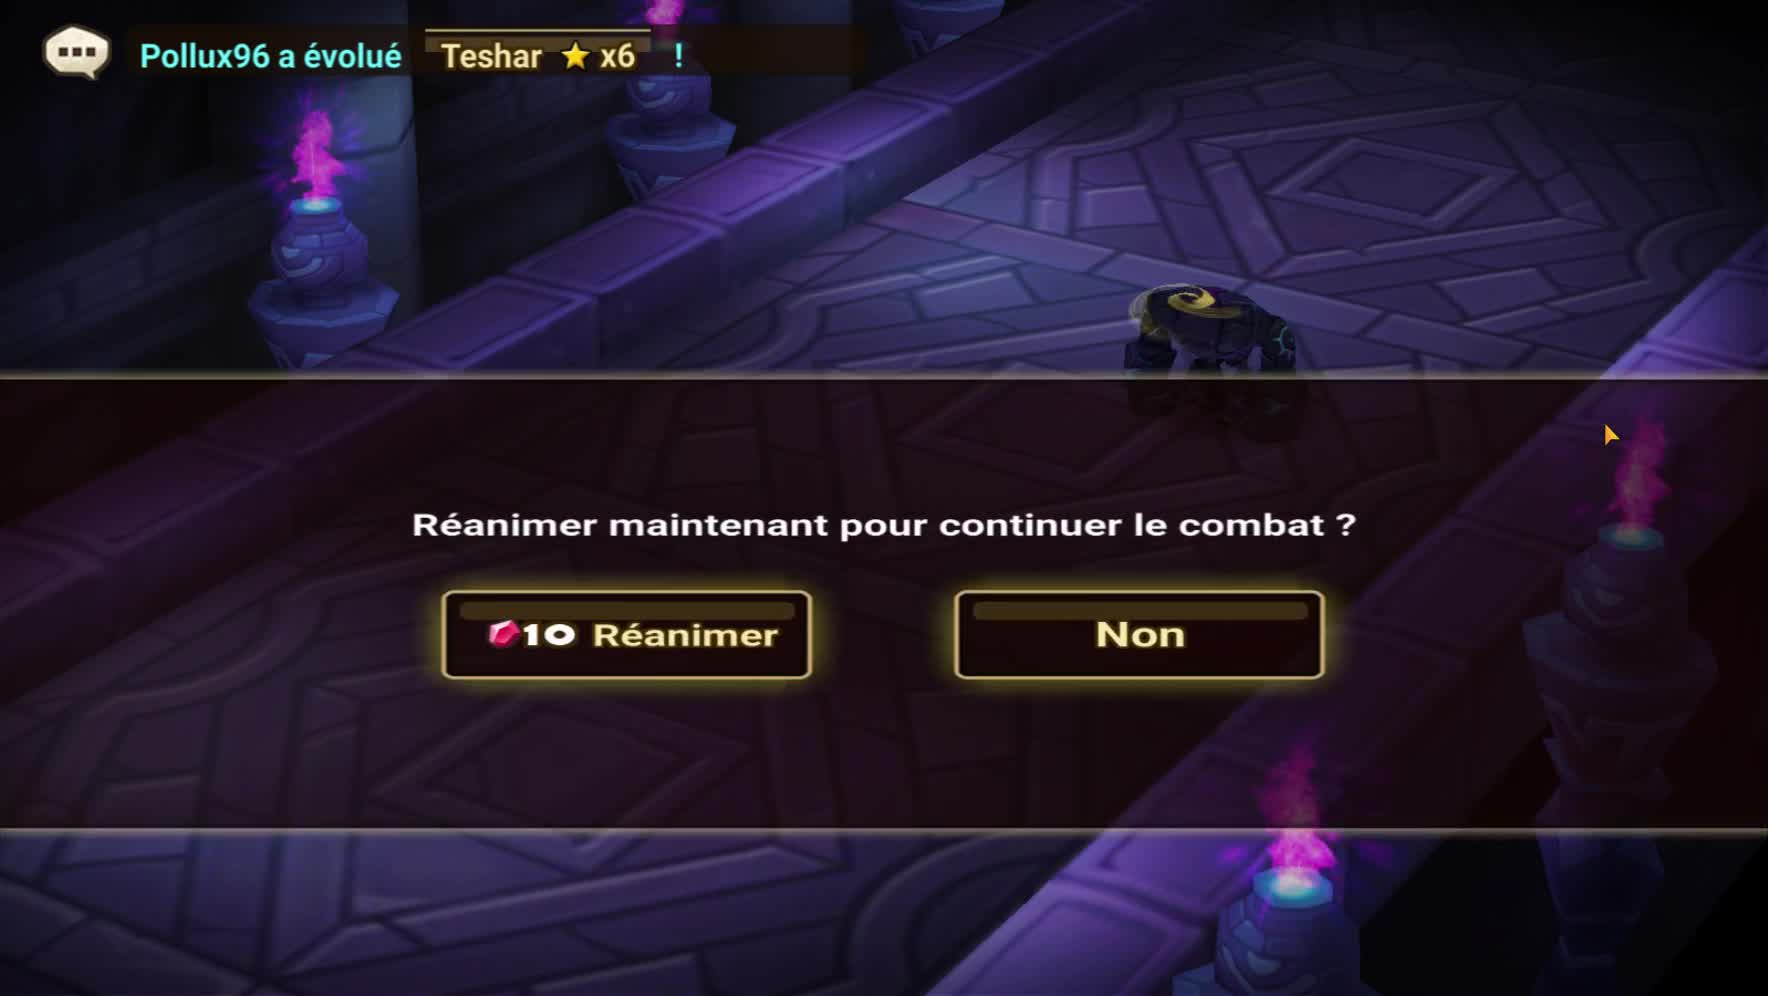 Pollux96 a évolué Teshar ⭐ x6 !
Réanimer maintenant pour continuer le combat ?
10 Réanimer
Non